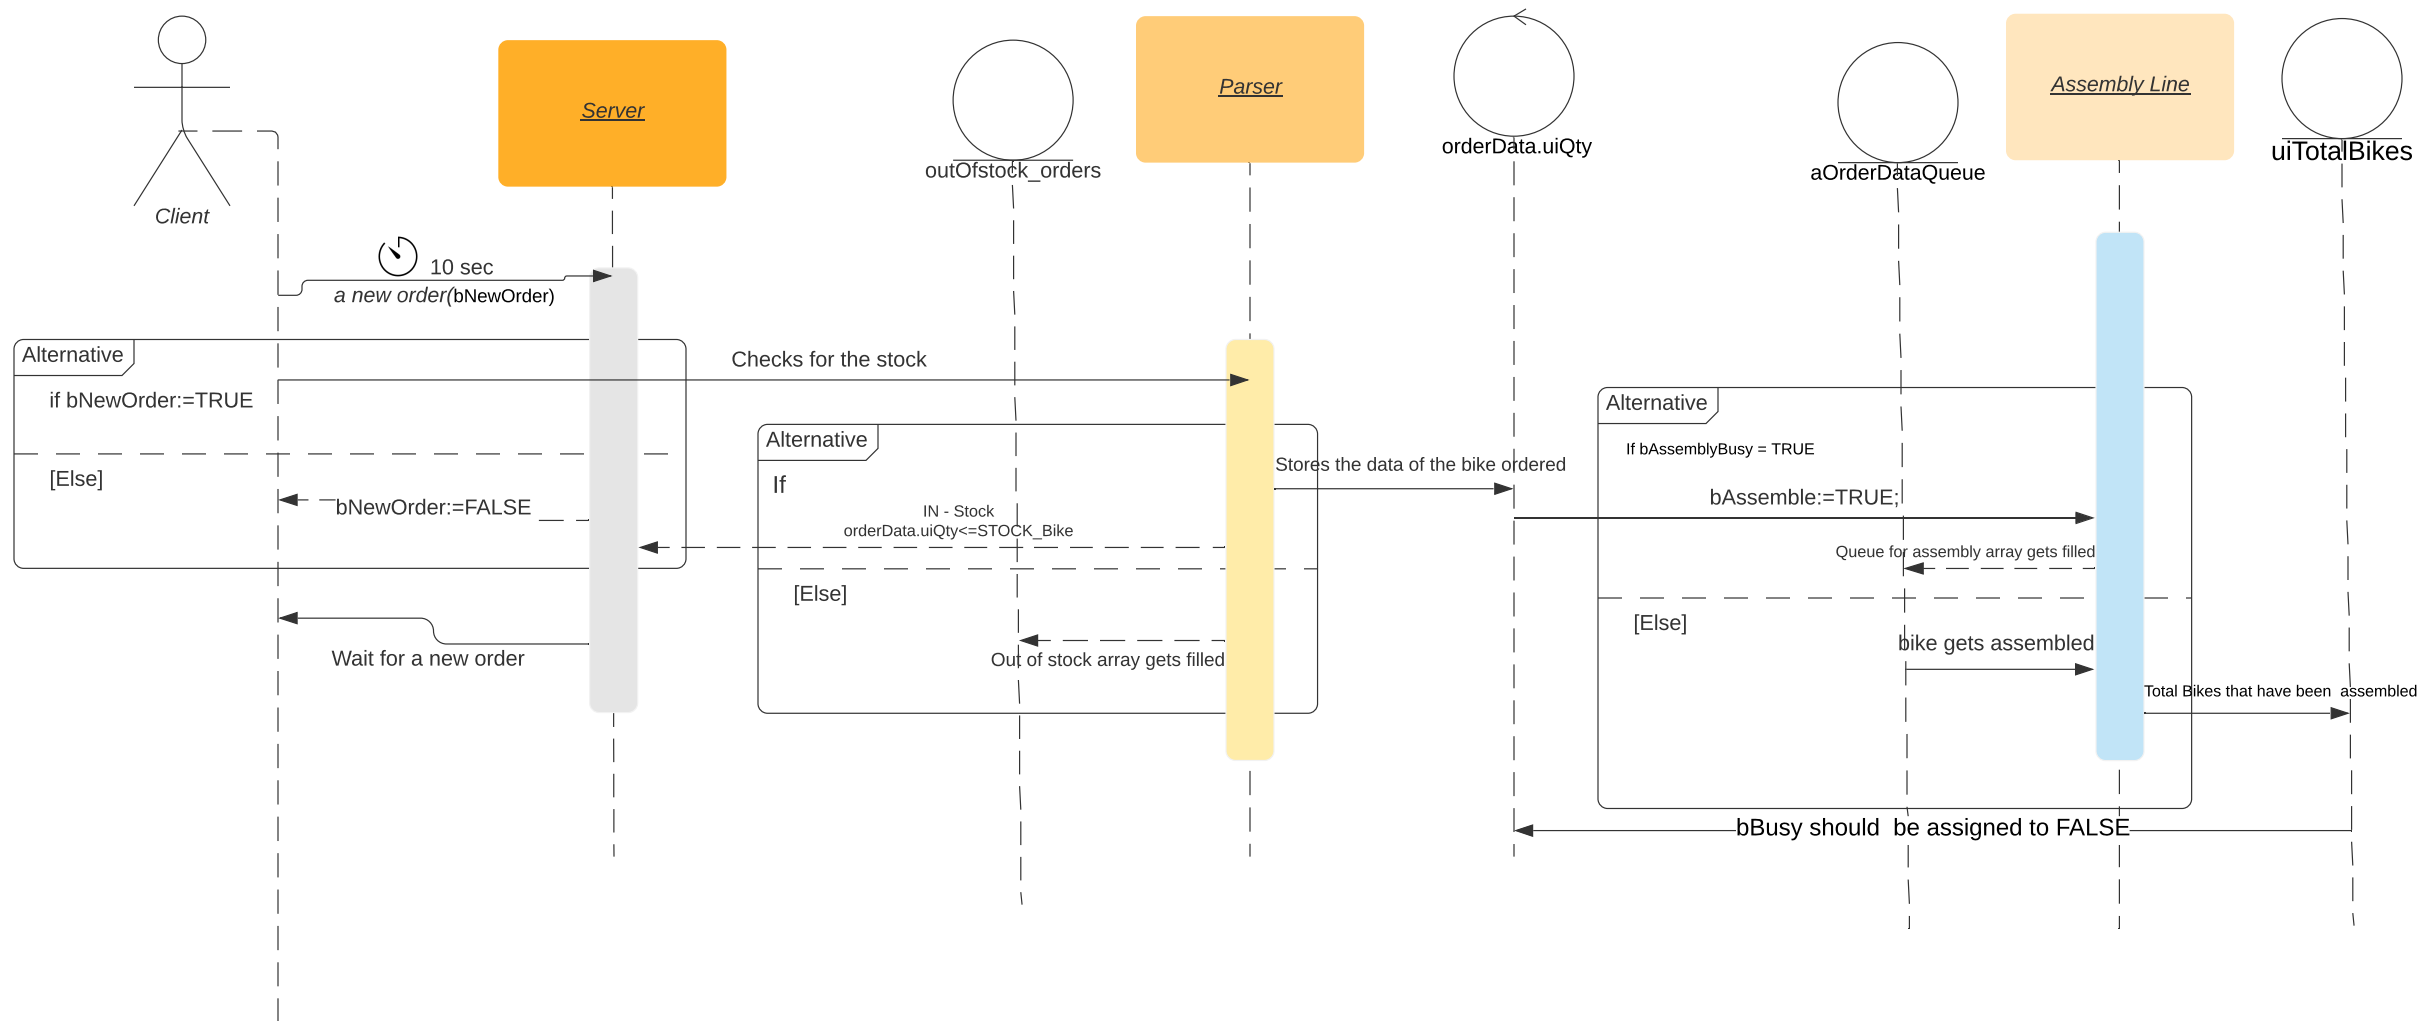 Client
Server
outOfstock_orders
Parser
orderData.uiQty
aOrderDataQueue
Assembly Line
uiTotalBikes
10 sec
a new order(bNewOrder)
Alternative
if bNewOrder:=TRUE
[Else]
bNewOrder:=FALSE
Wait for a new order
Checks for the stock
Alternative
If
IN - Stock
orderData.uiQty<=STOCK_Bike
[Else]
Out of stock array gets filled
Stores the data of the bike ordered
Alternative
If bAssemblyBusy = TRUE
bAssemble:=TRUE;
Queue for assembly array gets filled
[Else]
bike gets assembled
Total Bikes that have been  assembled
bBusy should  be assigned to FALSE